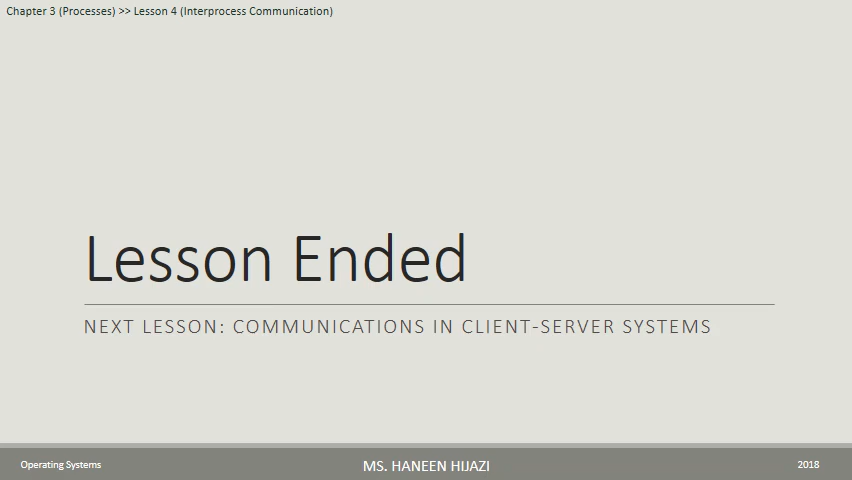 Chapter 3 (Processes) >> Lesson 4 (Interprocess Communication)
Lesson Ended
NEXT LESSON: COMMUNICATIONS IN CLIENT-SERVER SYSTEMS
Operating Systems
MS. HANEEN HIJAZI
2018